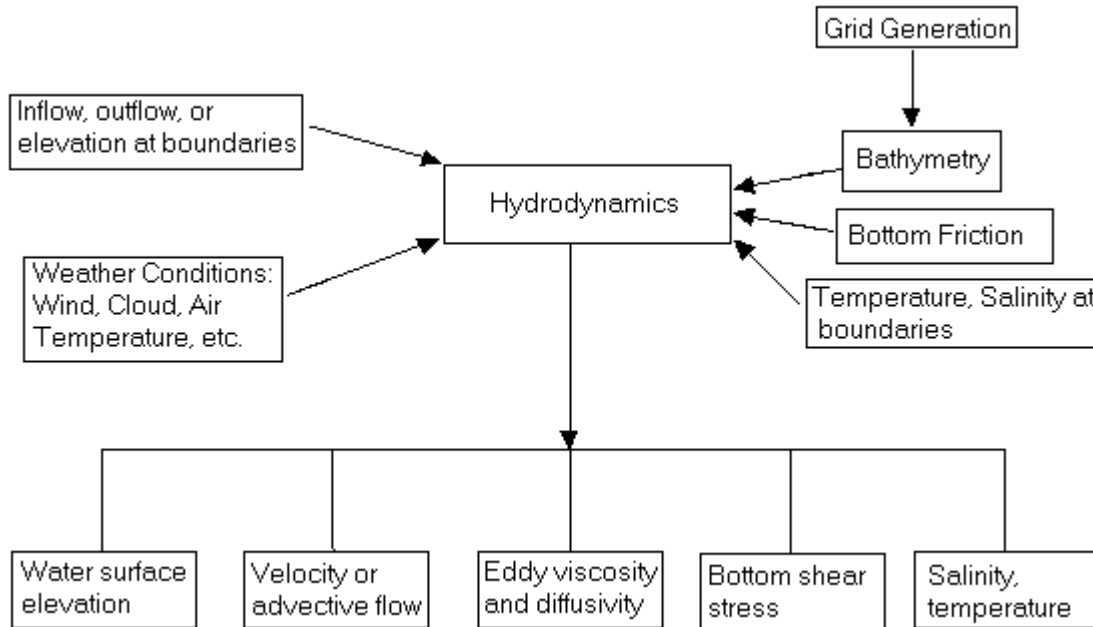 Grid Generation
Inflow, outflow, or
elevation at boundaries
Bathymetry
Hydrodynamics
Bottom Friction
Weather Conditions:
Wind, Cloud, Air
Temperature, etc.
Temperature, Salinity at
boundaries
Water surface
elevation
Velocity or
advective flow
Eddy viscosity
and diffusivity
Bottom shear
stress
Salinity,
temperature